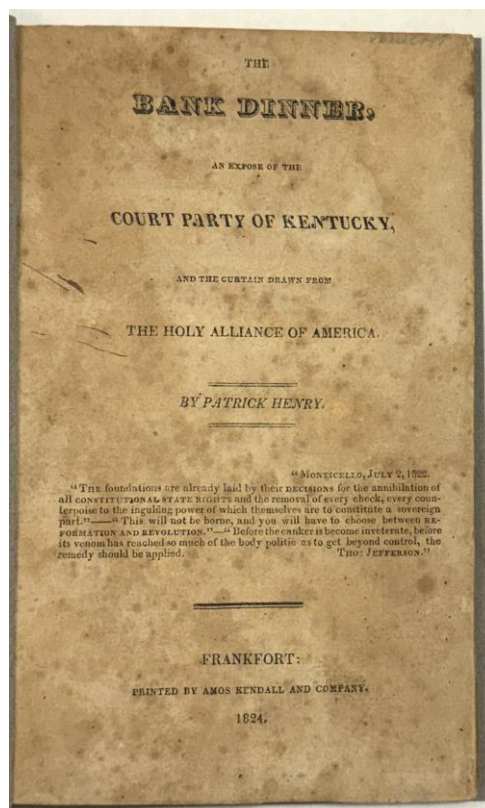 THE
BANK DINNER,
AN EXPOSE OF THE
COURT PARTY OF KENTUCKY,
AND THE CURTAIN DRAWN FROM
THE HOLY ALLIANCE OF AMERICA.
BY PATRICK HENRY.
"MONTICELLO, JULY 2, 1822.
"THE foundations are already laid by their DECISIONS for the annihilation of
all CONSTITUTIONAL STATE RIGHTS and the removal of every check, every coun-
terpoise to the ingulding power of which themselves are to constitute a sovereign
part."——"This will not be borne, and you will have to choose between RE-
FORMATION AND REVOLUTION."—"Before the canker is become inveterate, before
its venom has reached so much of the body politic as to get beyond control, the
remedy should be applied. THO: JEFFERSON."
FRANKFORT:
PRINTED BY AMOS KENDALL AND COMPANY.
1824.